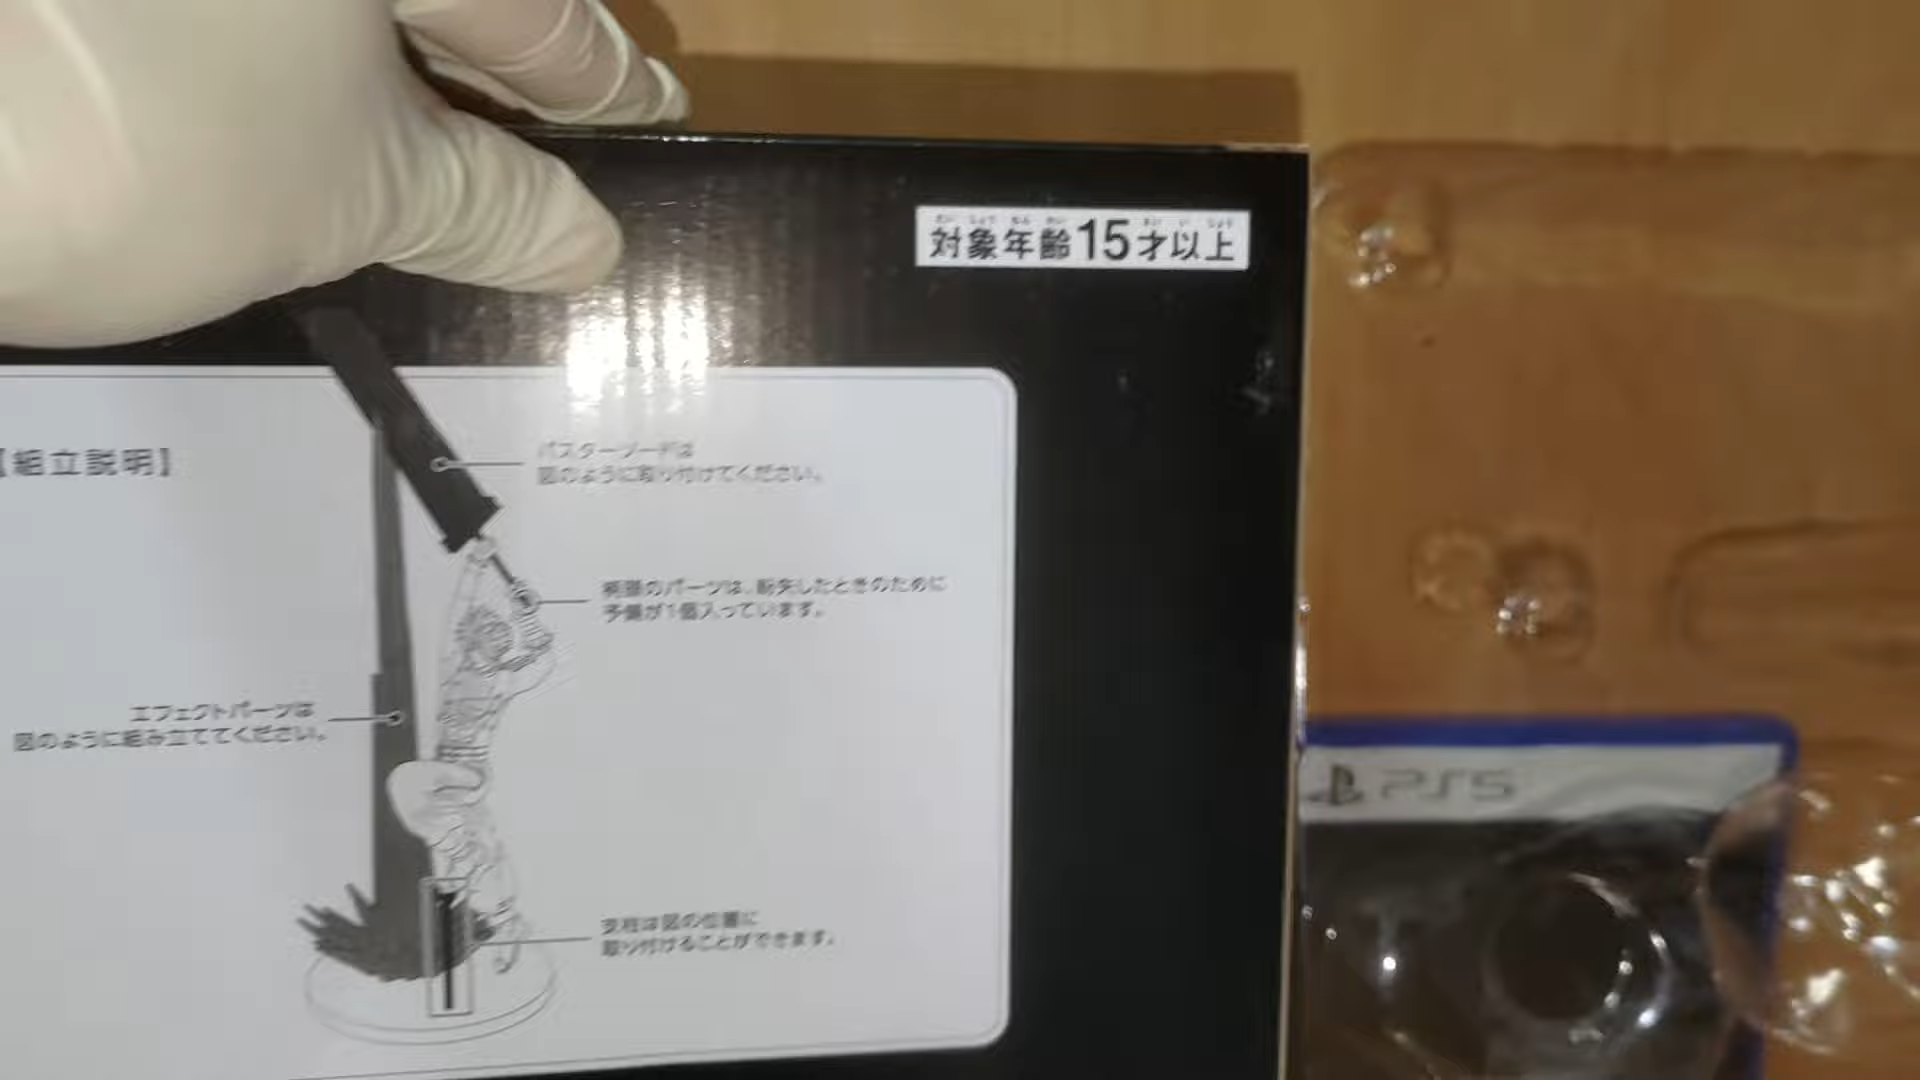 対象年齢15才以上
【組立説明】
バスターソードは
図のように取り付けてください。
柄頭のパーツは、紛失したときのために
予備が1個入っています。
エフェクトパーツは
図のように組み立ててください。
支柱は図の位置に
取り付けることができます。
PS5